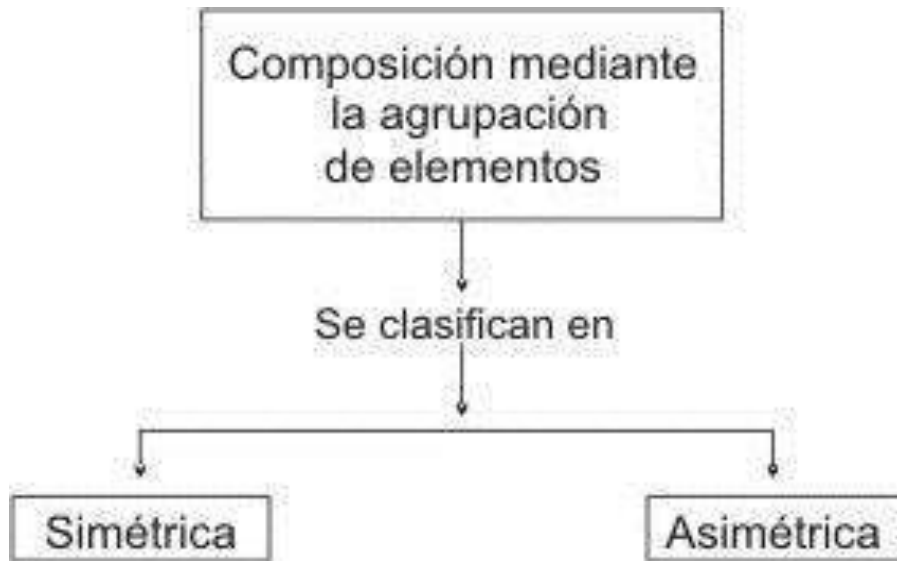 Composición mediante
la agrupación
de elementos
Se clasifican en
Simétrica
Asimétrica